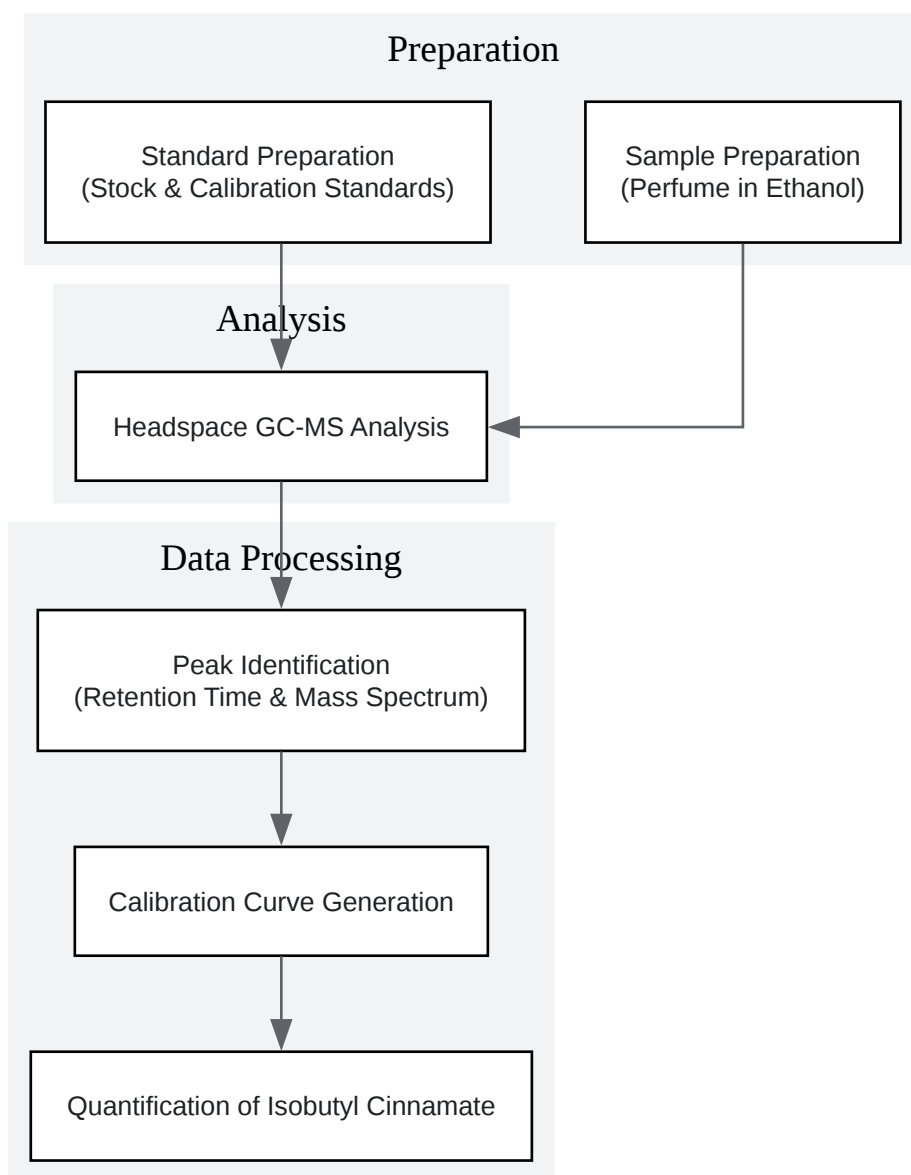 Preparation
Standard Preparation
(Stock & Calibration Standards)
Sample Preparation
(Perfume in Ethanol)
Analysis
Headspace GC-MS Analysis
Data Processing
Peak Identification
(Retention Time & Mass Spectrum)
Calibration Curve Generation
Quantification of Isobutyl Cinnamate